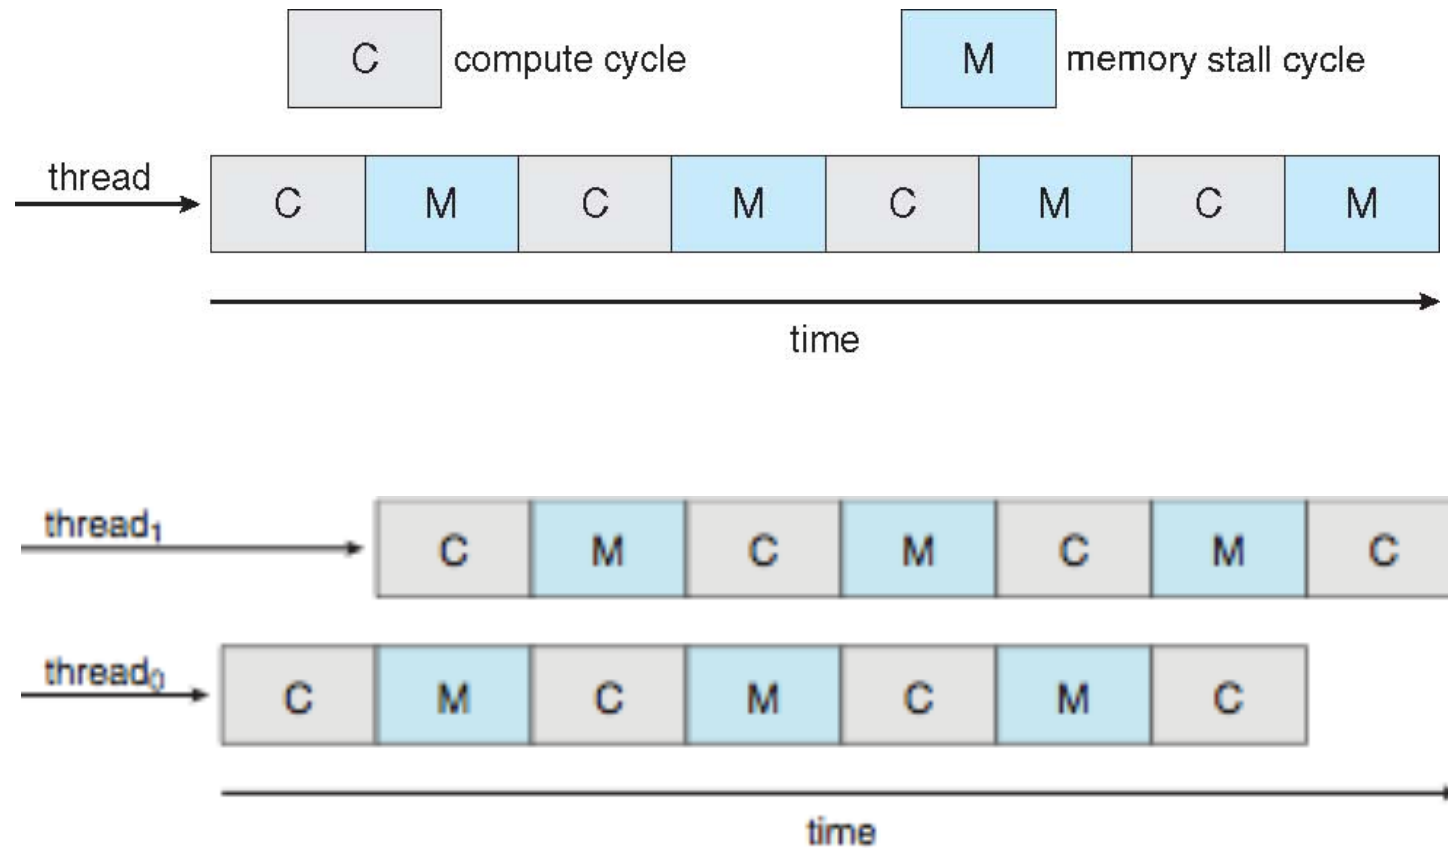 C compute cycle M memory stall cycle
thread C M C M C M C M
time
thread₁ C M C M C M C
thread₀ C M C M C M C
time